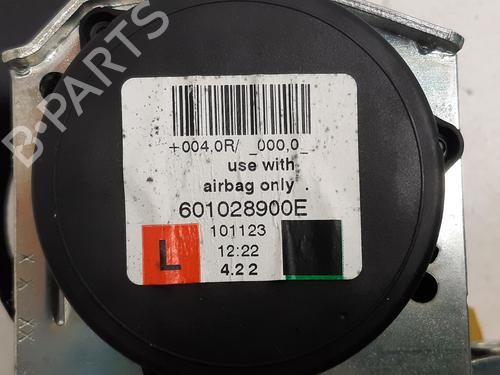 B-PARTS
+004,0R/ _000,0_
use with
airbag only
601028900E
101123
L
12:22
4.2 2